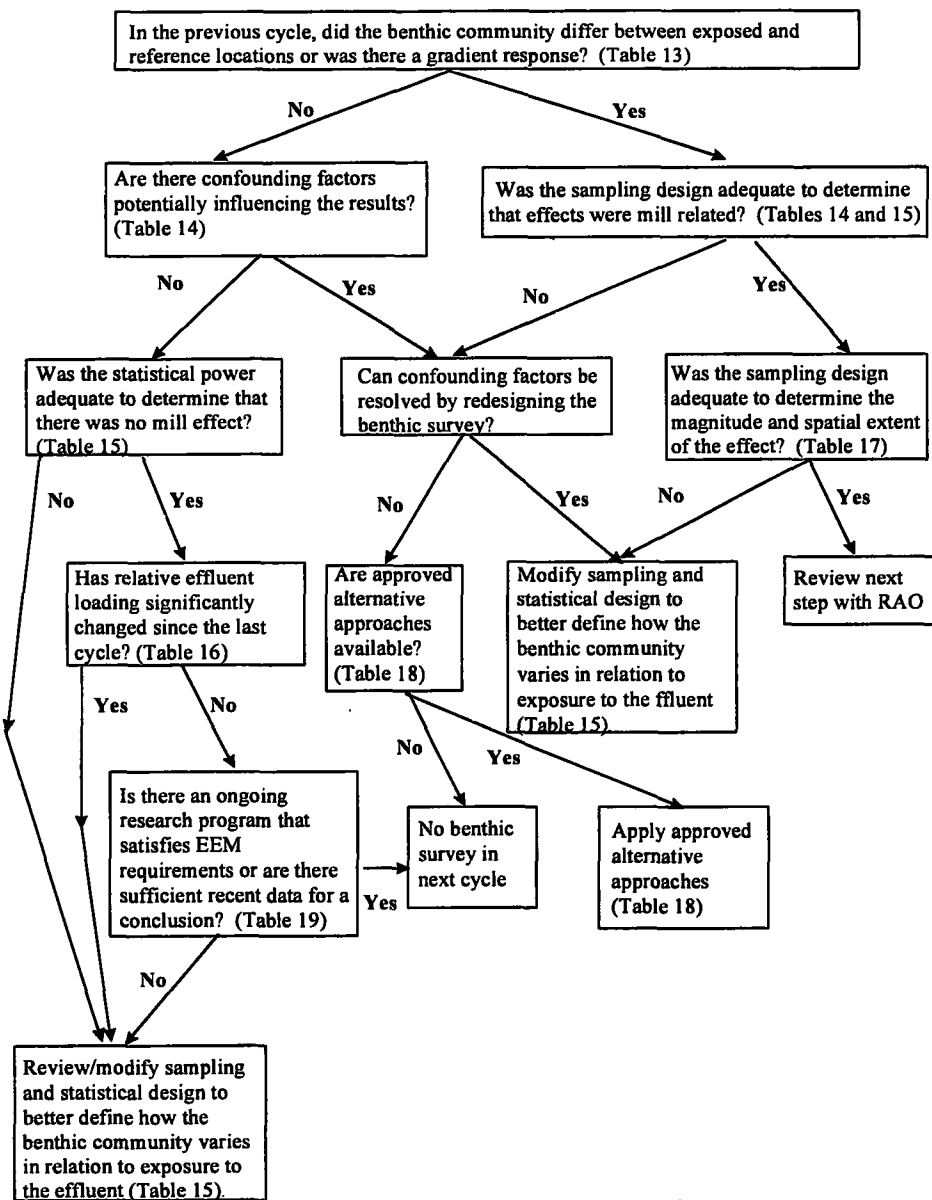 In the previous cycle, did the benthic community differ between exposed and
reference locations or was there a gradient response? (Table 13)
No
Yes
Are there confounding factors
potentially influencing the results?
(Table 14)
Was the sampling design adequate to determine
that effects were mill related? (Tables 14 and 15)
No
Yes
No
Yes
Was the statistical power
adequate to determine that
there was no mill effect?
(Table 15)
Can confounding factors be
resolved by redesigning the
benthic survey?
Was the sampling design
adequate to determine the
magnitude and spatial extent
of the effect? (Table 17)
No
Yes
No
Yes
No
Yes
Has relative effluent
loading significantly
changed since the last
cycle? (Table 16)
Are approved
alternative
approaches
available?
(Table 18)
Modify sampling and
statistical design to
better define how the
benthic community
varies in relation to
exposure to the ffluent
(Table 15)
Review next
step with RAO
Yes
No
No
Yes
Is there an ongoing
research program that
satisfies EEM
requirements or are there
sufficient recent data for a
conclusion? (Table 19)
Yes
No benthic
survey in
next cycle
Apply approved
alternative
approaches
(Table 18)
No
Review/modify sampling
and statistical design to
better define how the
benthic community varies
in relation to exposure to
the effluent (Table 15).